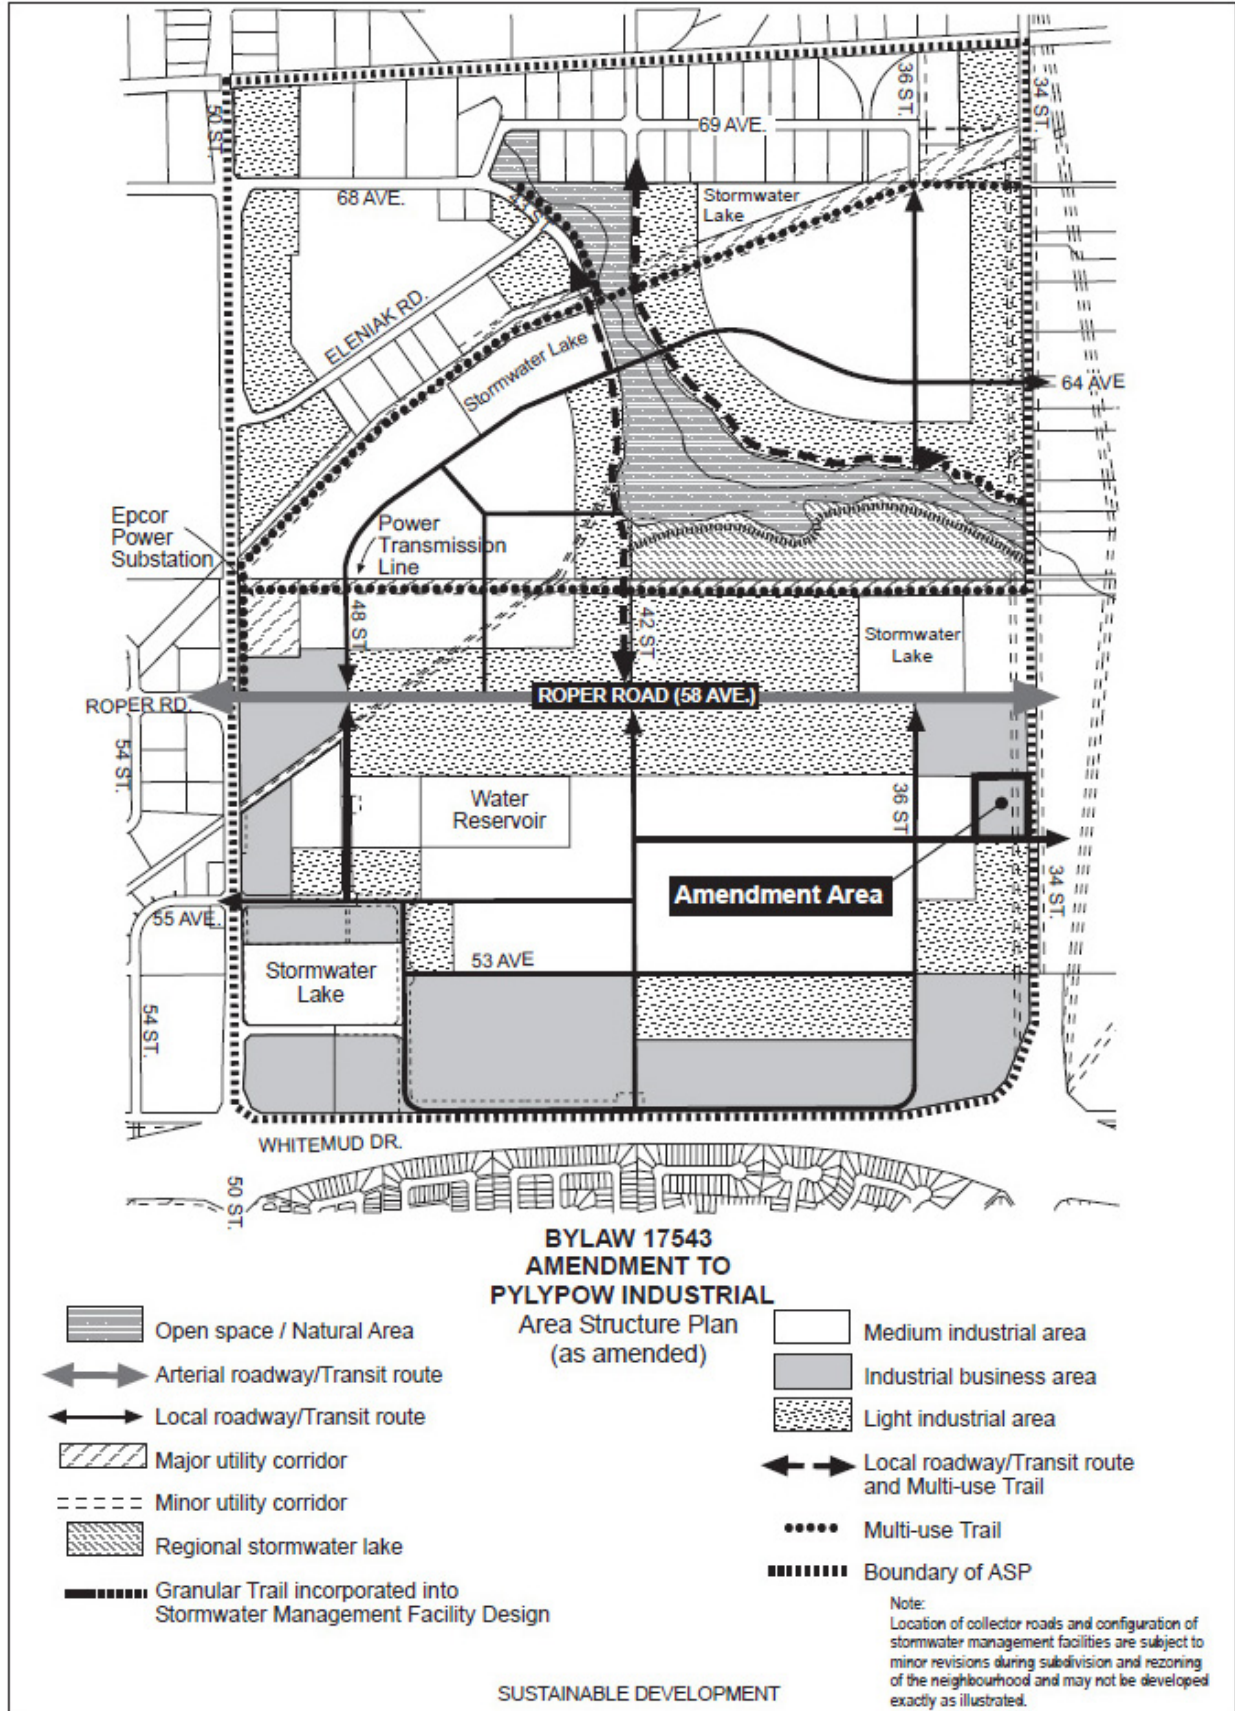 36 ST.
34 ST.
50 ST.
69 AVE.
68 AVE.
43 ST.
Stormwater
Lake
ELENIAK RD.
Stormwater Lake
64 AVE
Epcor
Power
Substation
Power
Transmission
Line
48 ST
42 ST
Stormwater
Lake
ROPER ROAD (58 AVE.)
ROPER RD.
54 ST.
Water
Reservoir
36 ST
Amendment Area
34 ST
55 AVE.
53 AVE
Stormwater
Lake
54 ST.
WHITEMUD DR.
50 ST.
BYLAW 17543
AMENDMENT TO
PYLYPOW INDUSTRIAL
Area Structure Plan
(as amended)
Open space / Natural Area
Arterial roadway/Transit route
Local roadway/Transit route
Major utility corridor
Minor utility corridor
Regional stormwater lake
Granular Trail incorporated into
Stormwater Management Facility Design
Medium industrial area
Industrial business area
Light industrial area
Local roadway/Transit route
and Multi-use Trail
Multi-use Trail
Boundary of ASP
Note:
Location of collector roads and configuration of
stormwater management facilities are subject to
minor revisions during subdivision and rezoning
of the neighbourhood and may not be developed
exactly as illustrated.
SUSTAINABLE DEVELOPMENT